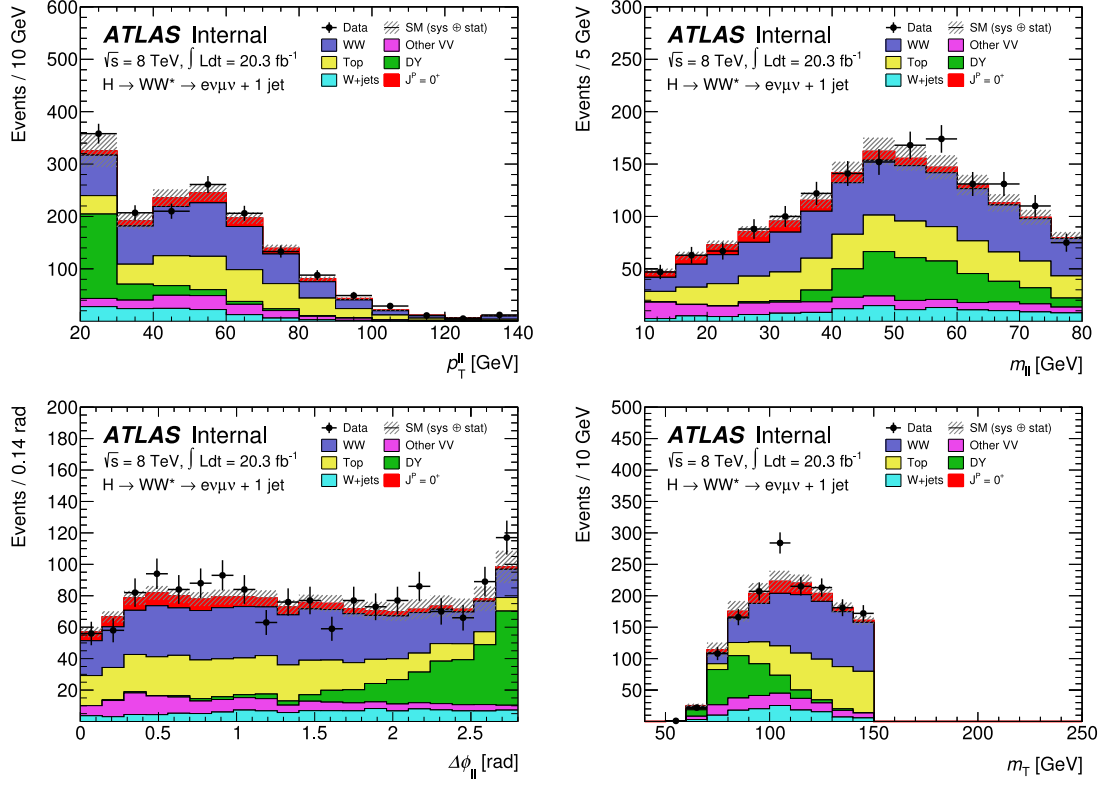 Events / 10 GeV
600
500
400
300
200
100
ATLAS Internal
√s = 8 TeV, ∫ Ldt = 20.3 fb⁻¹
H → WW* → eνμν + 1 jet
Data
SM (sys ⊕ stat)
WW
Other VV
Top
DY
W+jets
Jᴾ = 0⁺
20 40 60 80 100 120 140
p_T^ll [GeV]
Events / 5 GeV
300
250
200
150
100
50
ATLAS Internal
√s = 8 TeV, ∫ Ldt = 20.3 fb⁻¹
H → WW* → eνμν + 1 jet
Data
SM (sys ⊕ stat)
WW
Other VV
Top
DY
W+jets
Jᴾ = 0⁺
10 20 30 40 50 60 70 80
m_ll [GeV]
Events / 0.14 rad
200
180
160
140
120
100
80
60
40
20
ATLAS Internal
√s = 8 TeV, ∫ Ldt = 20.3 fb⁻¹
H → WW* → eνμν + 1 jet
Data
SM (sys ⊕ stat)
WW
Other VV
Top
DY
W+jets
Jᴾ = 0⁺
0 0.5 1 1.5 2 2.5
Δϕ_ll [rad]
Events / 10 GeV
500
450
400
350
300
250
200
150
100
50
ATLAS Internal
√s = 8 TeV, ∫ Ldt = 20.3 fb⁻¹
H → WW* → eνμν + 1 jet
Data
SM (sys ⊕ stat)
WW
Other VV
Top
DY
W+jets
Jᴾ = 0⁺
50 100 150 200 250
m_T [GeV]